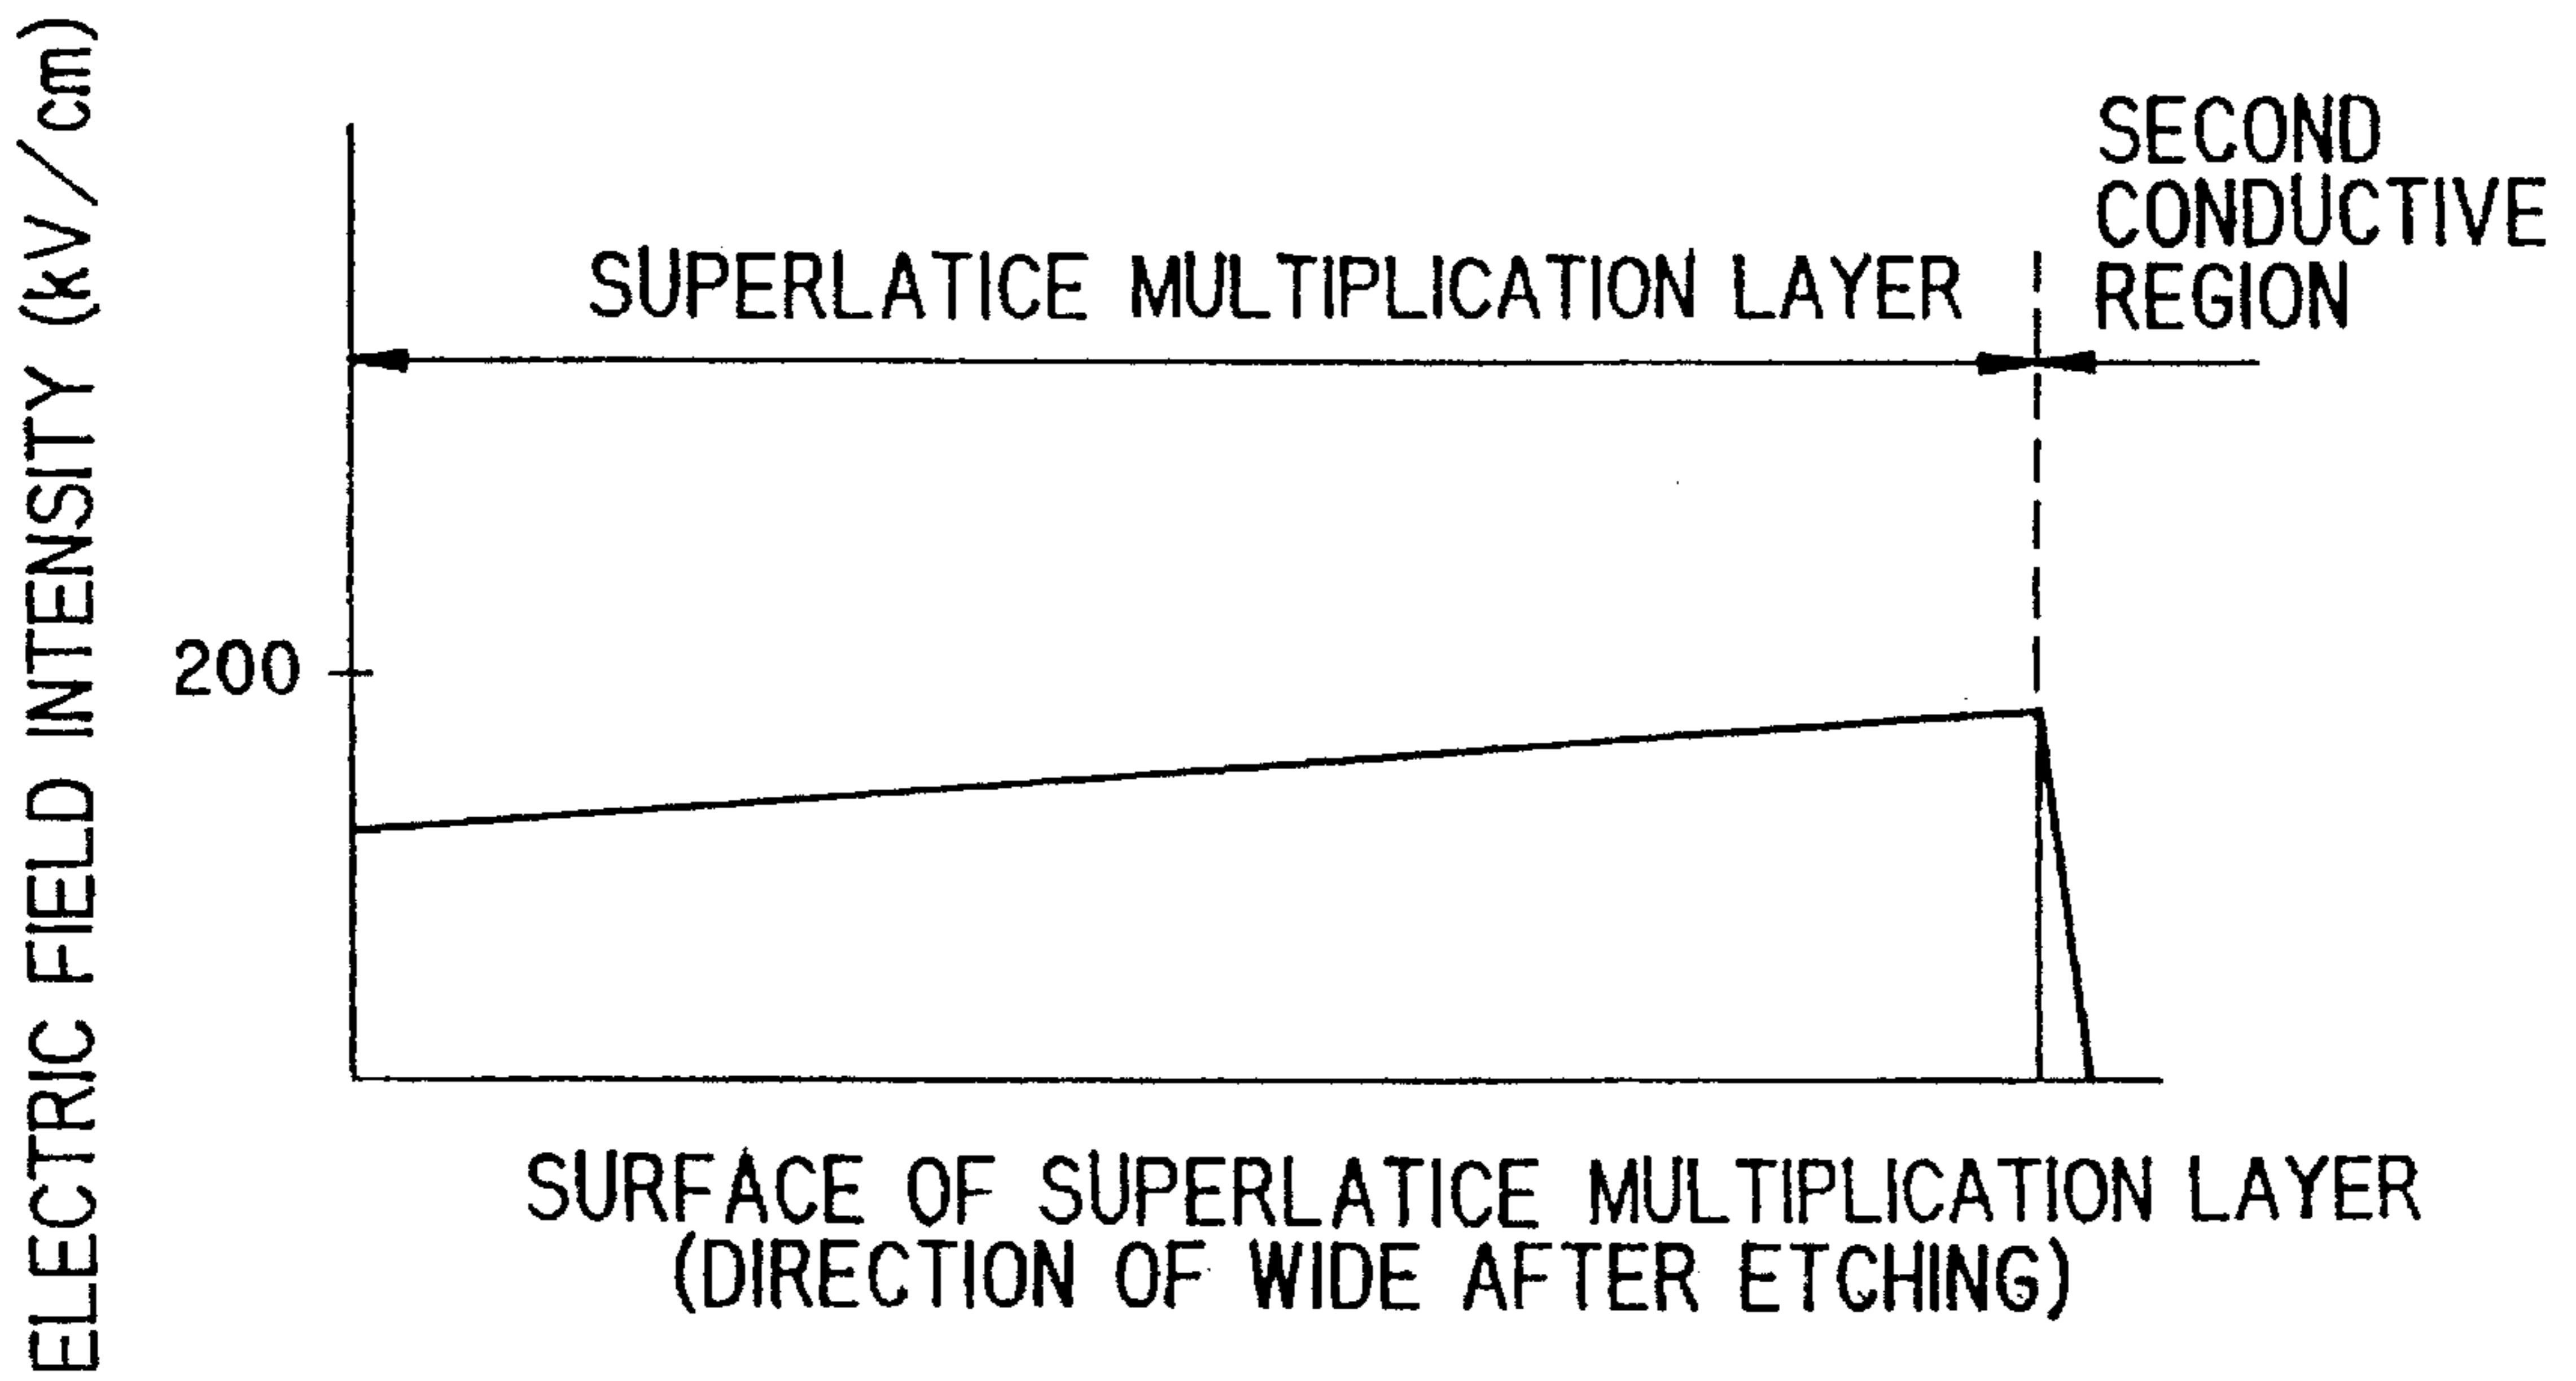 ELECTRIC FIELD INTENSITY (kV/cm)
SECOND
CONDUCTIVE
REGION
SUPERLATICE MULTIPLICATION LAYER
200
SURFACE OF SUPERLATICE MULTIPLICATION LAYER
(DIRECTION OF WIDE AFTER ETCHING)